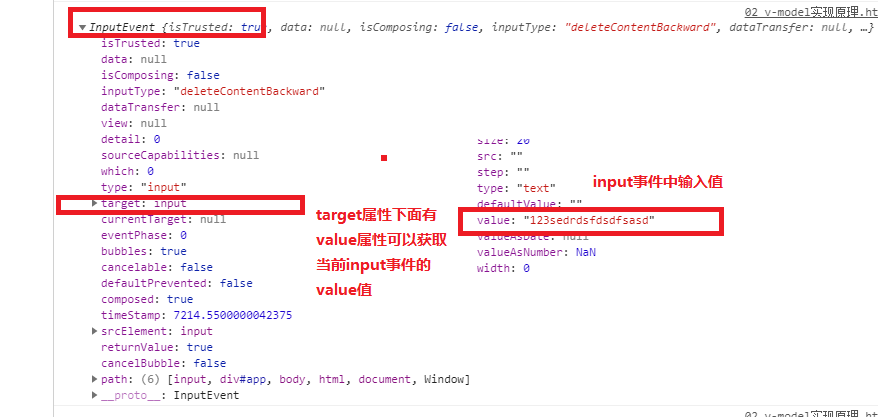 02 v-model实现原理.ht
▼InputEvent {isTrusted: true, data: null, isComposing: false, inputType: "deleteContentBackward", dataTransfer: null, …}
isTrusted: true
data: null
isComposing: false
inputType: "deleteContentBackward"
dataTransfer: null
view: null
detail: 0
sourceCapabilities: null
which: 0
type: "input"
▶target: input
currentTarget: null
eventPhase: 0
bubbles: true
cancelable: false
defaultPrevented: false
composed: true
timeStamp: 7214.5500000042375
▶srcElement: input
returnValue: true
cancelBubble: false
▶path: (6) [input, div#app, body, html, document, Window]
▶__proto__: InputEvent
target属性下面有
value属性可以获取
当前input事件的
value值
size: 20
src: ""
step: ""
type: "text"
defaultValue: ""
value: "123sedrdsfdsdfsasd"
valueAsDate: null
valueAsNumber: NaN
width: 0
input事件中输入值
02 v-model实现原理.ht